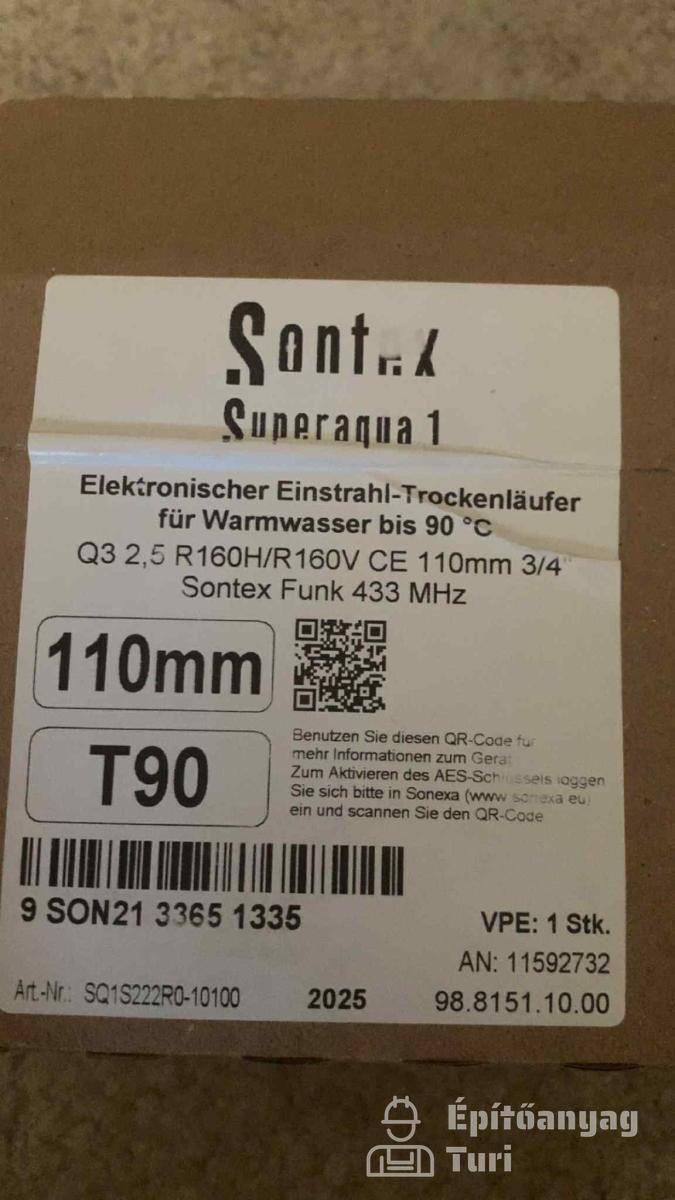 Sontex
Superaqua 1
Elektronischer Einstrahl-Trockenläufer
für Warmwasser bis 90 °C
Q3 2,5 R160H/R160V CE 110mm 3/4"
Sontex Funk 433 MHz
110mm
T90
Benutzen Sie diesen QR-Code für
mehr Informationen zum Gerät
Zum Aktivieren des AES-Schlüssels loggen
Sie sich bitte in Sonexa (www sonexa eu)
ein und scannen Sie den QR-Code
9 SON21 3365 1335
VPE: 1 Stk.
AN: 11592732
Art.-Nr.: SQ1S222R0-10100
2025
98.8151.10.00
Építőanyag
Turi